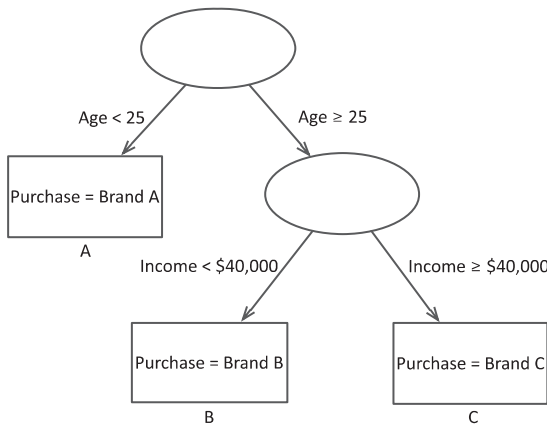 Age < 25
Age ≥ 25
Purchase = Brand A
A
Income < $40,000
Income ≥ $40,000
Purchase = Brand B
Purchase = Brand C
B
C